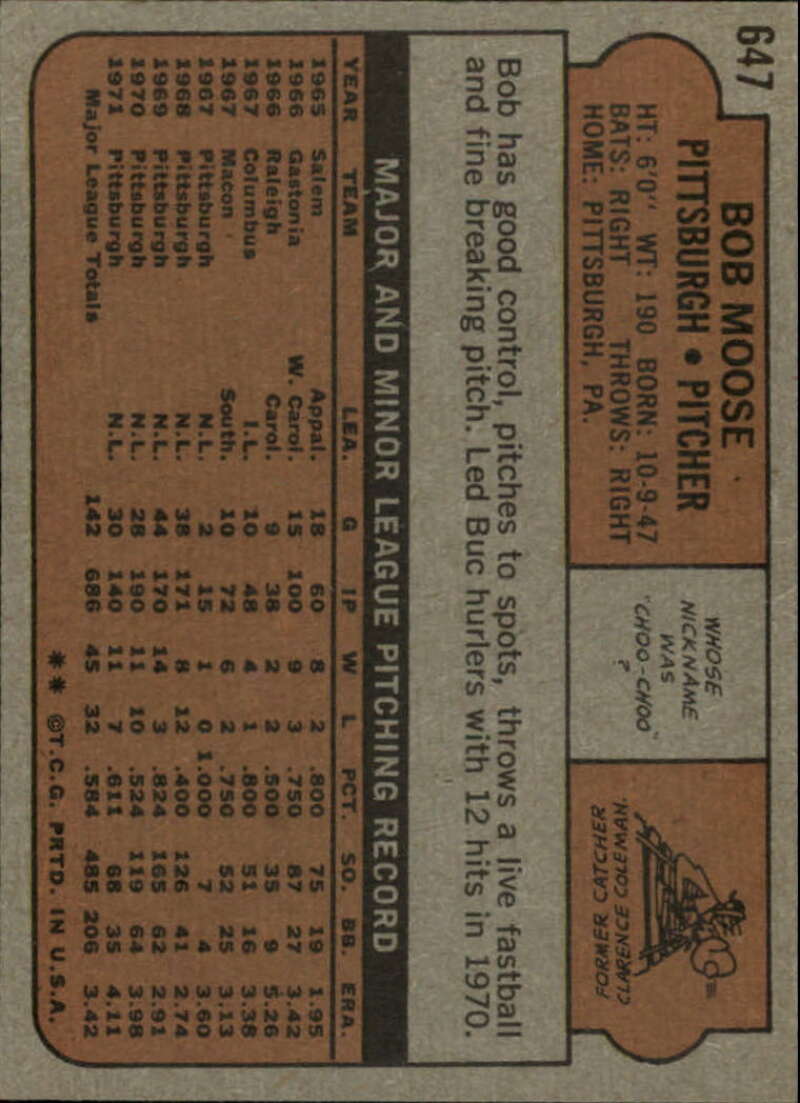 647
BOB MOOSE
PITTSBURGH • PITCHER
HT: 6'0" WT: 190 BORN: 10-9-47
BATS: RIGHT THROWS: RIGHT
HOME: PITTSBURGH, PA.
WHOSE
NICKNAME
WAS
"CHOO-CHOO"
?
FORMER CATCHER
CLARENCE COLEMAN.
Bob has good control, pitches to spots, throws a live fastball
and fine breaking pitch. Led Buc hurlers with 12 hits in 1970.
MAJOR AND MINOR LEAGUE PITCHING RECORD
YEAR TEAM LEA. G IP W L PCT. SO. BB. ERA.
1965 Salem Appal. 18 60 8 2 .800 75 19 1.95
1966 Gastonia W. Carol. 15 100 9 3 .750 87 27 3.42
1966 Raleigh Carol. 9 38 2 2 .500 35 9 5.26
1967 Columbus I.L. 10 48 4 1 .800 51 16 3.38
1967 Macon South. 10 72 6 2 .750 52 25 3.13
1967 Pittsburgh N.L. 2 15 1 0 1.000 7 4 3.60
1968 Pittsburgh N.L. 38 171 8 12 .400 126 41 2.74
1969 Pittsburgh N.L. 44 170 14 3 .824 165 62 2.91
1970 Pittsburgh N.L. 28 190 11 10 .524 119 64 3.98
1971 Pittsburgh N.L. 30 140 11 7 .611 68 35 4.11
Major League Totals 142 686 45 32 .584 485 206 3.42
** ©T.C.G. PRTD. IN U.S.A.